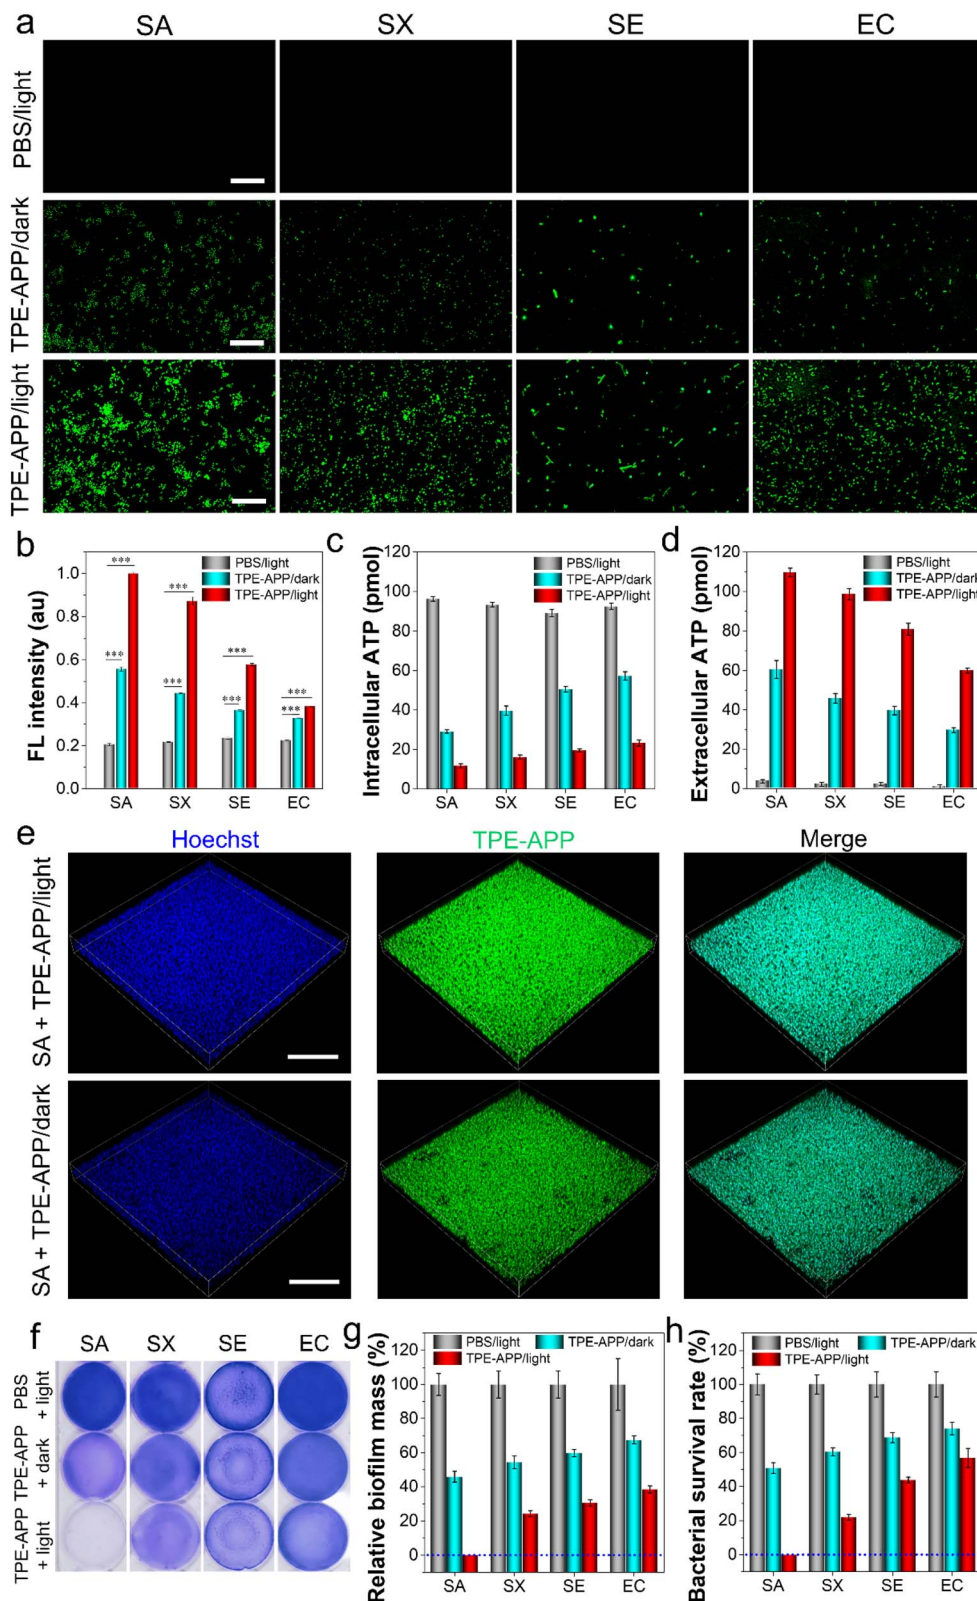 a
SA SX SE EC
PBS/light
TPE-APP/dark
TPE-APP/light
b
FL intensity (au)
1.0
0.8
0.6
0.4
0.2
0.0
PBS/light
TPE-APP/dark
TPE-APP/light
*** *** *** ***
*** *** *** ***
SA SX SE EC
c
Intracellular ATP (pmol)
120
100
80
60
40
20
0
PBS/light
TPE-APP/dark
TPE-APP/light
SA SX SE EC
d
Extracellular ATP (pmol)
120
100
80
60
40
20
0
PBS/light
TPE-APP/dark
TPE-APP/light
SA SX SE EC
e
Hoechst TPE-APP Merge
SA + TPE-APP/light
SA + TPE-APP/dark
f
SA SX SE EC
PBS
+ light
TPE-APP
+ dark
TPE-APP
+ light
g
Relative biofilm mass (%)
120
100
80
60
40
20
0
PBS/light TPE-APP/dark
TPE-APP/light
SA SX SE EC
h
Bacterial survival rate (%)
120
100
80
60
40
20
0
PBS/light TPE-APP/dark
TPE-APP/light
SA SX SE EC